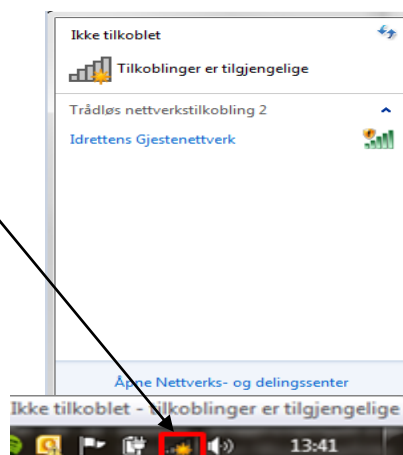 Ikke tilkoblet
Tilkoblinger er tilgjengelige
Trådløs nettverkstilkobling 2
Idrettens Gjestenettverk
Åpne Nettverks- og delingssenter
Ikke tilkoblet - tilkoblinger er tilgjengelige
13:41